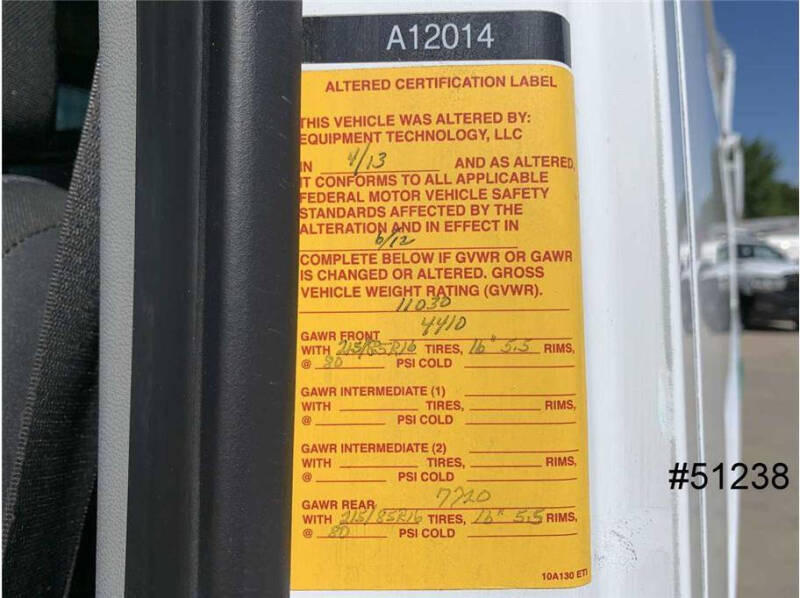 A12014
ALTERED CERTIFICATION LABEL
THIS VEHICLE WAS ALTERED BY:
EQUIPMENT TECHNOLOGY, LLC
IN 4/13 AND AS ALTERED,
IT CONFORMS TO ALL APPLICABLE
FEDERAL MOTOR VEHICLE SAFETY
STANDARDS AFFECTED BY THE
ALTERATION AND IN EFFECT IN
6/12
COMPLETE BELOW IF GVWR OR GAWR
IS CHANGED OR ALTERED. GROSS
VEHICLE WEIGHT RATING (GVWR).
11030
GAWR FRONT 4410
WITH 215/85R16 TIRES, 16" 5.5 RIMS,
@ 80 PSI COLD
GAWR INTERMEDIATE (1)
WITH TIRES, RIMS,
@ PSI COLD
GAWR INTERMEDIATE (2)
WITH TIRES, RIMS,
@ PSI COLD
GAWR REAR 7720
WITH 215/85R16 TIRES, 16" 5.5 RIMS,
@ 80 PSI COLD
10A130 ETI
#51238